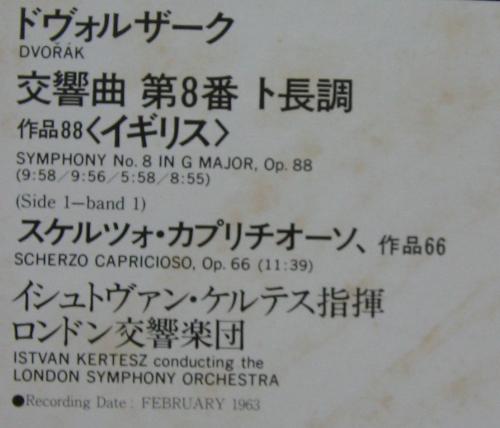 ドヴォルザーク
DVOŘÁK
交響曲 第8番 ト長調
作品88〈イギリス〉
SYMPHONY No. 8 IN G MAJOR, Op. 88
(9:58/9:56/5:58/8:55)
(Side 1—band 1)
スケルツォ・カプリチオーソ、作品66
SCHERZO CAPRICIOSO, Op. 66 (11:39)
イシュトヴァン・ケルテス指揮
ロンドン交響楽団
ISTVAN KERTESZ conducting the
LONDON SYMPHONY ORCHESTRA
●Recording Date : FEBRUARY 1963